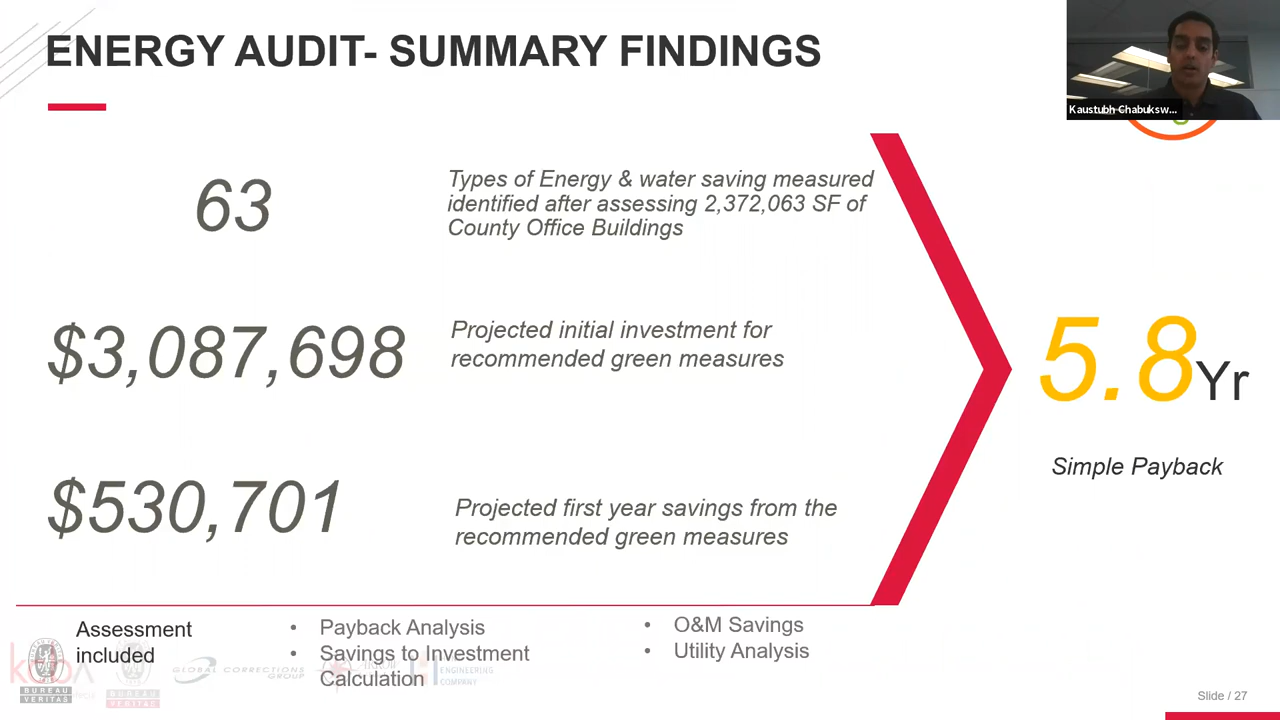 ENERGY AUDIT- SUMMARY FINDINGS
Kaustubh Chabuksw...
63
Types of Energy & water saving measured
identified after assessing 2,372,063 SF of
County Office Buildings
$3,087,698
Projected initial investment for
recommended green measures
5.8Yr
Simple Payback
$530,701
Projected first year savings from the
recommended green measures
Assessment
included
• Payback Analysis
• Savings to Investment
Calculation
• O&M Savings
• Utility Analysis
BUREAU
VERITAS
BUREAU
VERITAS
GLOBAL CORRECTIONS
GROUP
ENGINEERING
COMPANY
Slide / 27